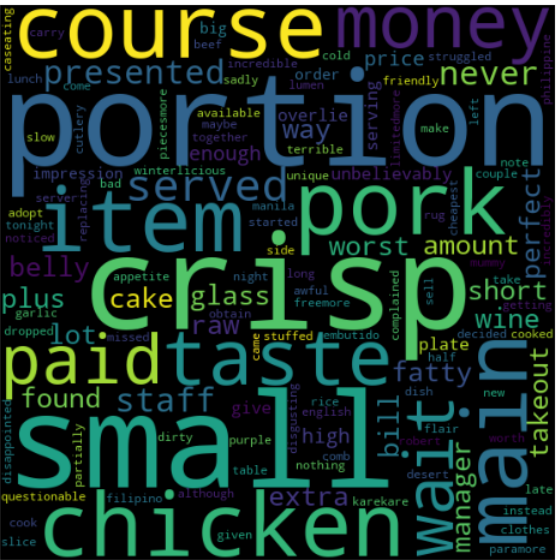 course
money
caseating
carry
big
beef
incredible
cold
price
struggled
philippine
lunch
presented
come
sadly
lumen
order
friendly
never
portion
available
overlie
serving
limitedmore
make
left
slow
cutlery
piecesmore
maybe
together
enough
way
terrible
impression
server
winterlicious
unique
unbelievably
couple
note
adopt
bad
served
manila
pork
cheapest
perfect
incredibly
tonight
replacing
item
started
rug
noticed
side
worst
amount
belly
crisp
mummy
appetite
night
long
take
getting
plus
cake
glass
awful
complained
sell
short
garlic
obtain
freemore
wine
dropped
lot
missed
raw
came
stuffed
embutido
decided
cooked
paid
taste
plate
half
main
fatty
found
staff
give
rice
dish
new
disappointed
partially
small
disgusting
english
bill
flair
wait
takeout
dirty
purple
high
robert
worth
comb
nothing
table
desert
manager
late
questionable
filipino
although
extra
karekare
instead
cook
chicken
clothes
slice
given
paramore